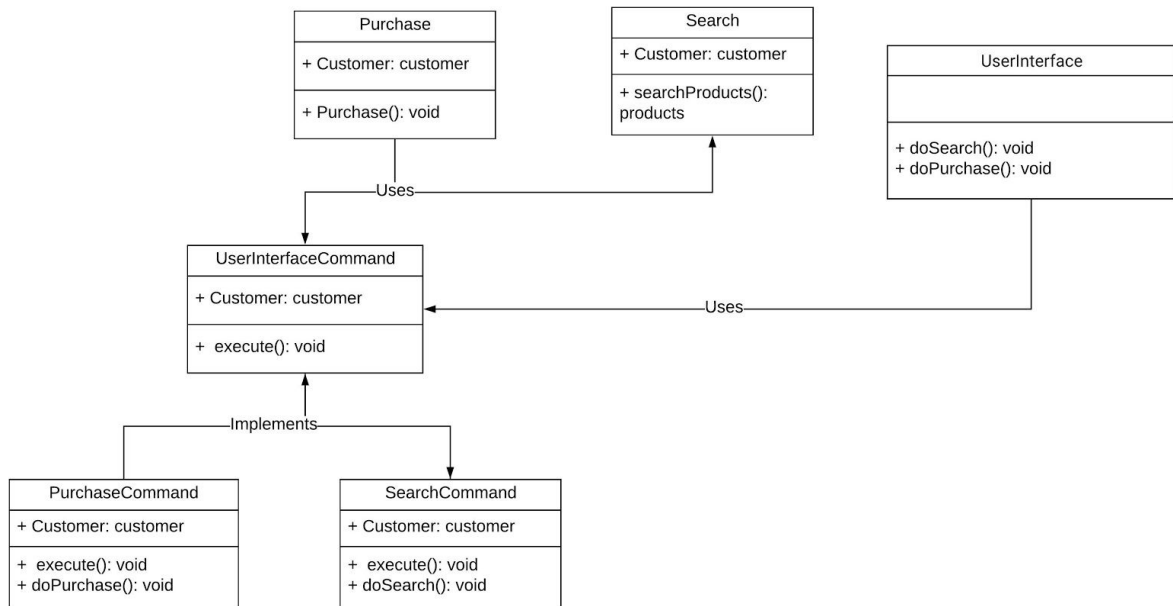 Purchase
+ Customer: customer
+ Purchase(): void
Search
+ Customer: customer
+ searchProducts():
products
UserInterface
+ doSearch(): void
+ doPurchase(): void
Uses
UserInterfaceCommand
+ Customer: customer
+ execute(): void
Uses
Implements
PurchaseCommand
+ Customer: customer
+ execute(): void
+ doPurchase(): void
SearchCommand
+ Customer: customer
+ execute(): void
+ doSearch(): void